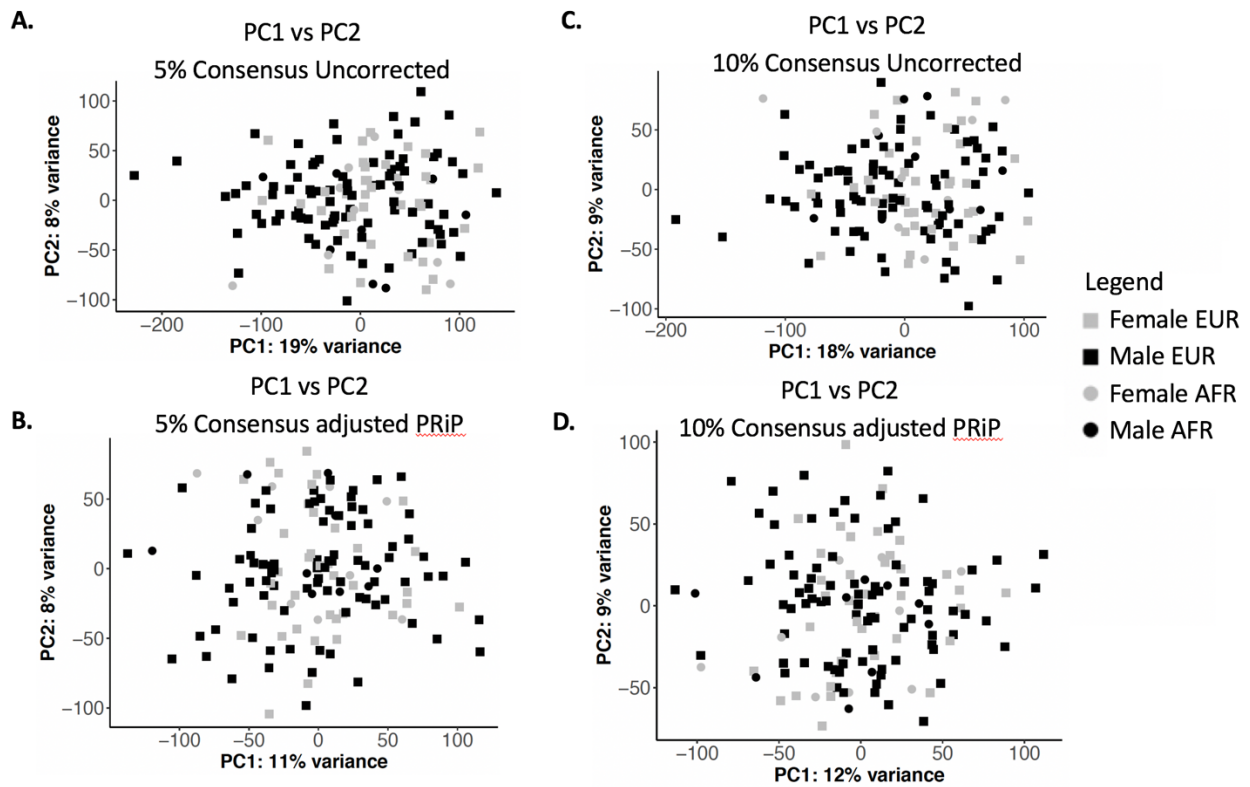 A.
PC1 vs PC2
5% Consensus Uncorrected
100
50
0
−50
−100
PC2: 8% variance
−200
−100
0
100
PC1: 19% variance
C.
PC1 vs PC2
10% Consensus Uncorrected
50
0
−50
−100
PC2: 9% variance
−200
−100
0
100
PC1: 18% variance
Legend
Female EUR
Male EUR
Female AFR
Male AFR
B.
PC1 vs PC2
5% Consensus adjusted PRiP
50
0
−50
−100
PC2: 8% variance
−100
−50
0
50
100
PC1: 11% variance
D.
PC1 vs PC2
10% Consensus adjusted PRiP
100
50
0
−50
PC2: 9% variance
−100
−50
0
50
100
PC1: 12% variance